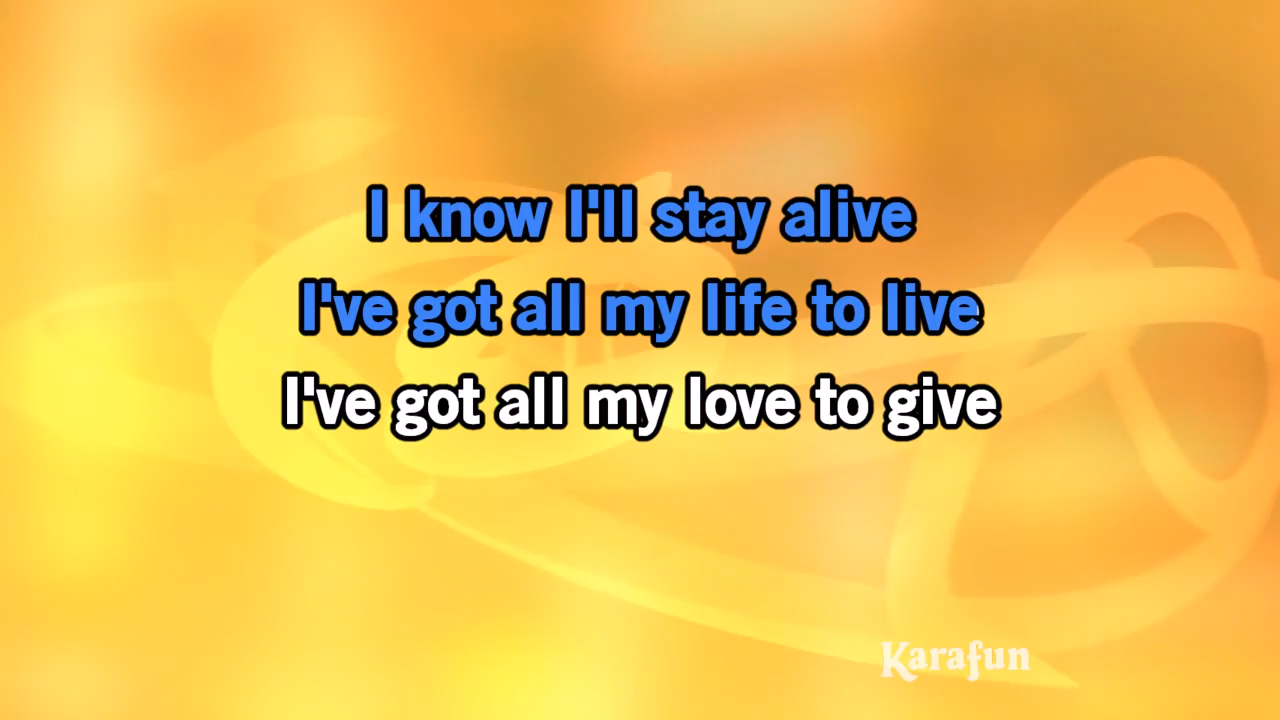 I know I'll stay alive
I've got all my life to live
I've got all my love to give
Karafun